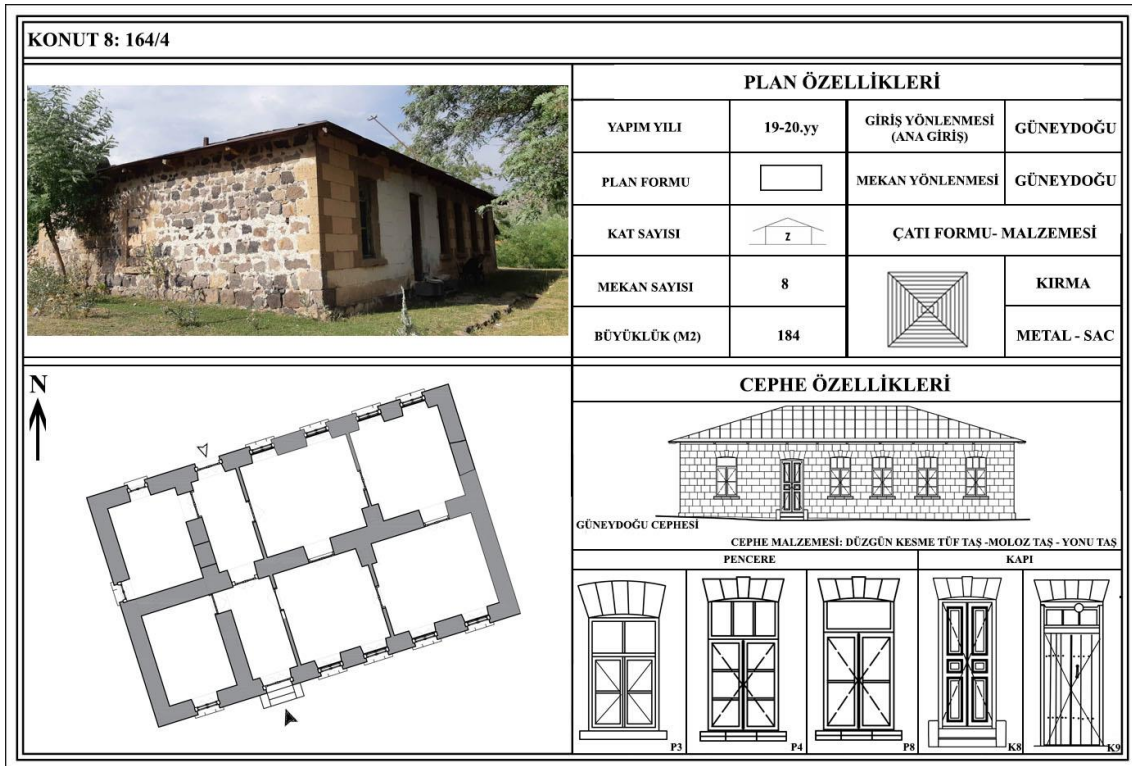 KONUT 8: 164/4
PLAN ÖZELLİKLERİ
YAPIM YILI
19-20.yy
GİRİŞ YÖNLENMESİ
(ANA GİRİŞ)
GÜNEYDOĞU
PLAN FORMU
MEKAN YÖNLENMESİ
GÜNEYDOĞU
KAT SAYISI
Z
ÇATI FORMU- MALZEMESİ
MEKAN SAYISI
8
KIRMA
BÜYÜKLÜK (M2)
184
METAL - SAC
N
CEPHE ÖZELLİKLERİ
GÜNEYDOĞU CEPHESİ
CEPHE MALZEMESİ: DÜZGÜN KESME TÜF TAŞ -MOLOZ TAŞ - YONU TAŞ
PENCERE
KAPI
P3
P4
P8
K8
K9